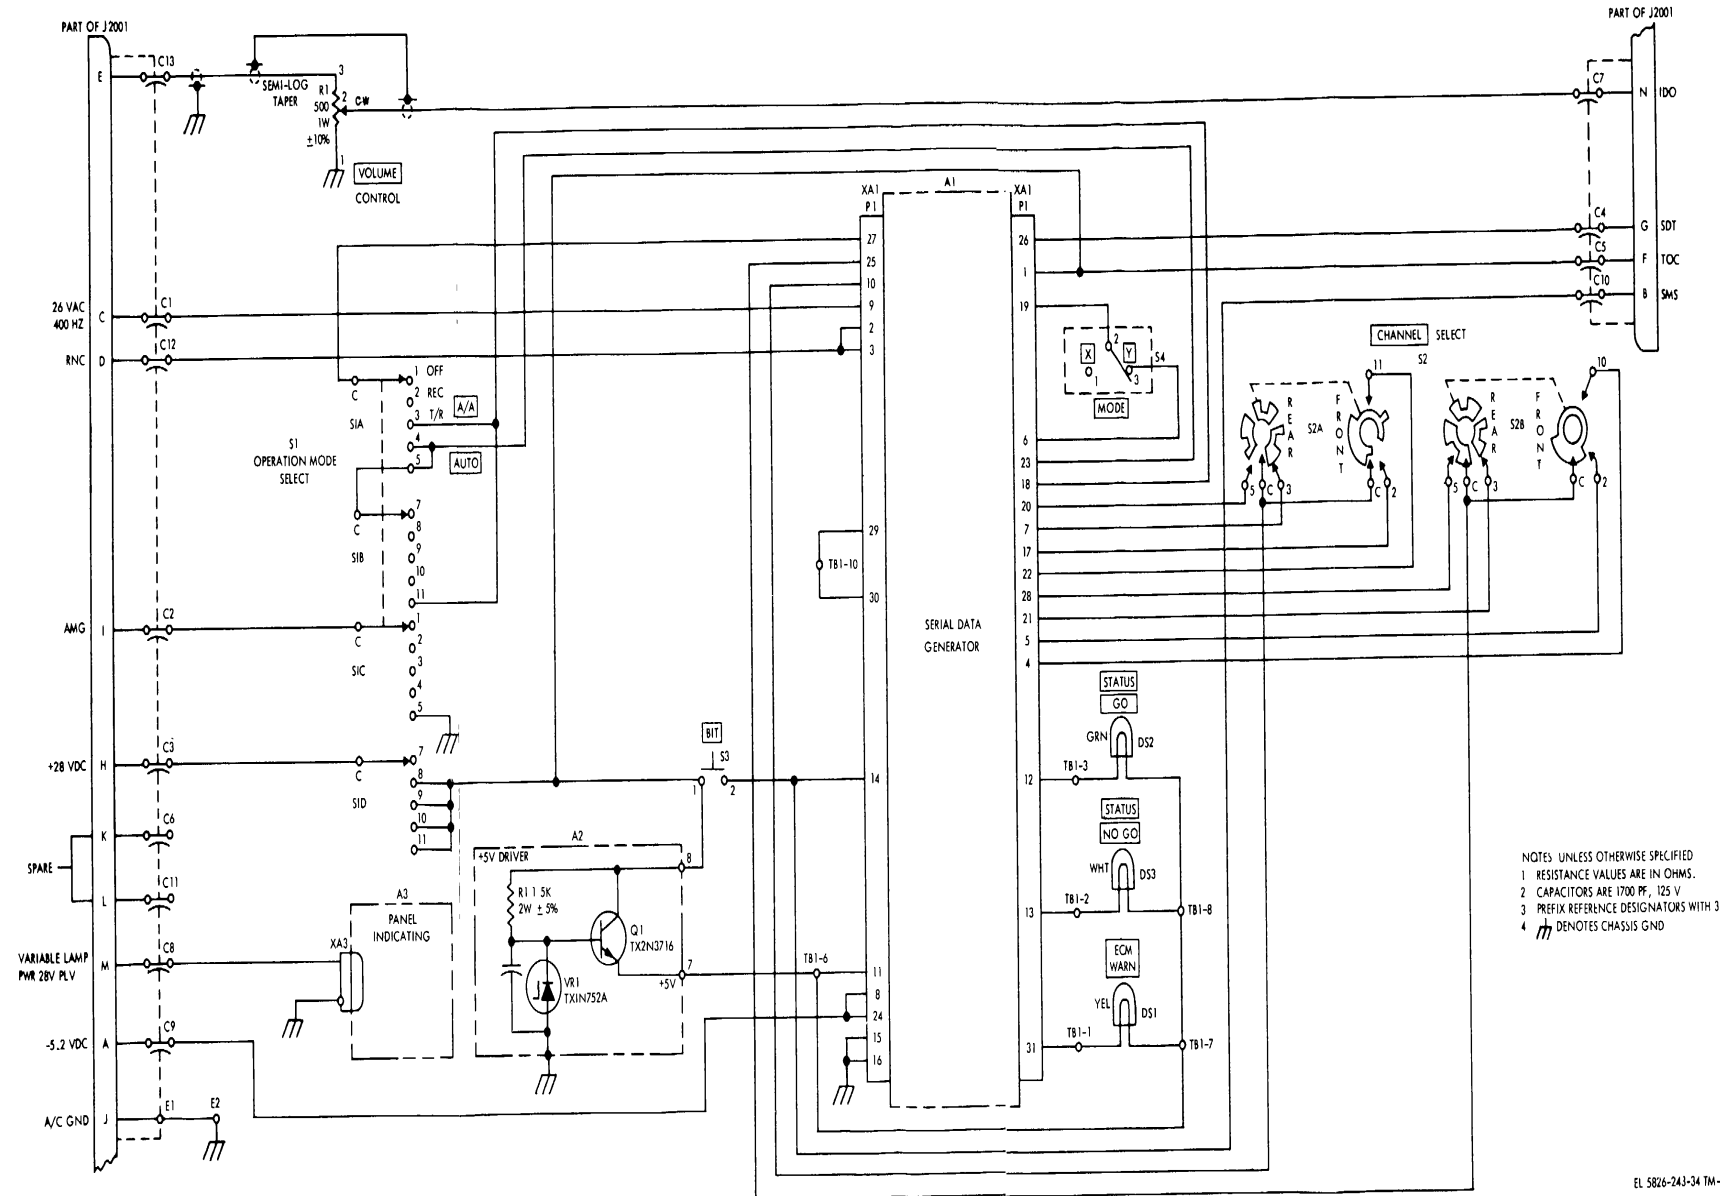 PART OF J2001
PART OF J2001
E
C13
SEMI-LOG
TAPER
3
R1
500
1W
±10%
2
CW
1
VOLUME
CONTROL
C7
N
IDO
C4
G
SDT
C5
F
TOC
C10
B
SMS
26 VAC
400 HZ
C
C1
RNC
D
C12
XA1
P1
A1
XA1
P1
27
25
10
9
2
3
29
TB1-10
30
14
11
8
24
15
16
26
1
19
6
23
18
20
7
17
22
28
21
5
4
12
13
31
SERIAL DATA
GENERATOR
X
1
2
Y
3
S4
MODE
CHANNEL SELECT
S2
11
REAR
S2A
FRONT
5
C
3
C
2
10
REAR
S2B
FRONT
5
C
3
C
2
C
S1A
1 OFF
2 REC
3 T/R
A/A
4
5
AUTO
S1
OPERATION MODE
SELECT
C
S1B
7
8
9
10
11
AMG
I
C2
C
S1C
1
2
3
4
5
+28 VDC
H
C3
C
S1D
7
8
9
10
11
BIT
S3
1
2
SPARE
K
C6
L
C11
A2
+5V DRIVER
8
R1 1 5K
2W ±5%
Q1
TX2N3716
VR1
TX1N752A
7
+5V
TB1-6
A3
PANEL
INDICATING
XA3
VARIABLE LAMP
PWR 28V PLV
M
C8
-5.2 VDC
A
C9
A/C GND
J
E1
E2
STATUS
GO
GRN
DS2
TB1-3
STATUS
NO GO
WHT
DS3
TB1-2
TB1-8
ECM
WARN
YEL
DS1
TB1-1
TB1-7
NOTES UNLESS OTHERWISE SPECIFIED
1 RESISTANCE VALUES ARE IN OHMS.
2 CAPACITORS ARE 1700 PF, 125 V
3 PREFIX REFERENCE DESIGNATORS WITH 3
4 DENOTES CHASSIS GND
EL 5826-243-34 TM-